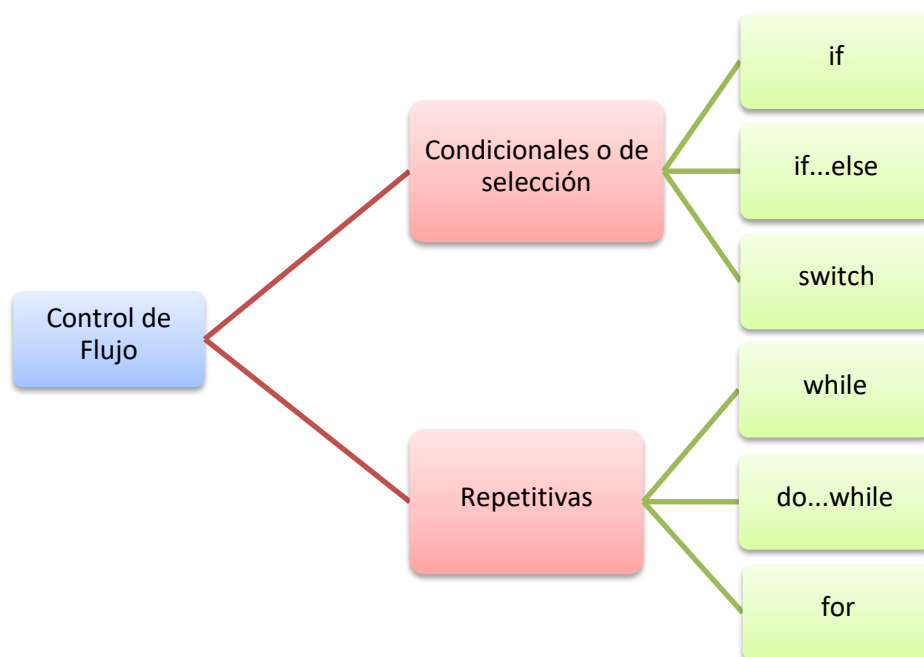 Control de
Flujo
Condicionales o de
selección
if
if...else
switch
Repetitivas
while
do...while
for